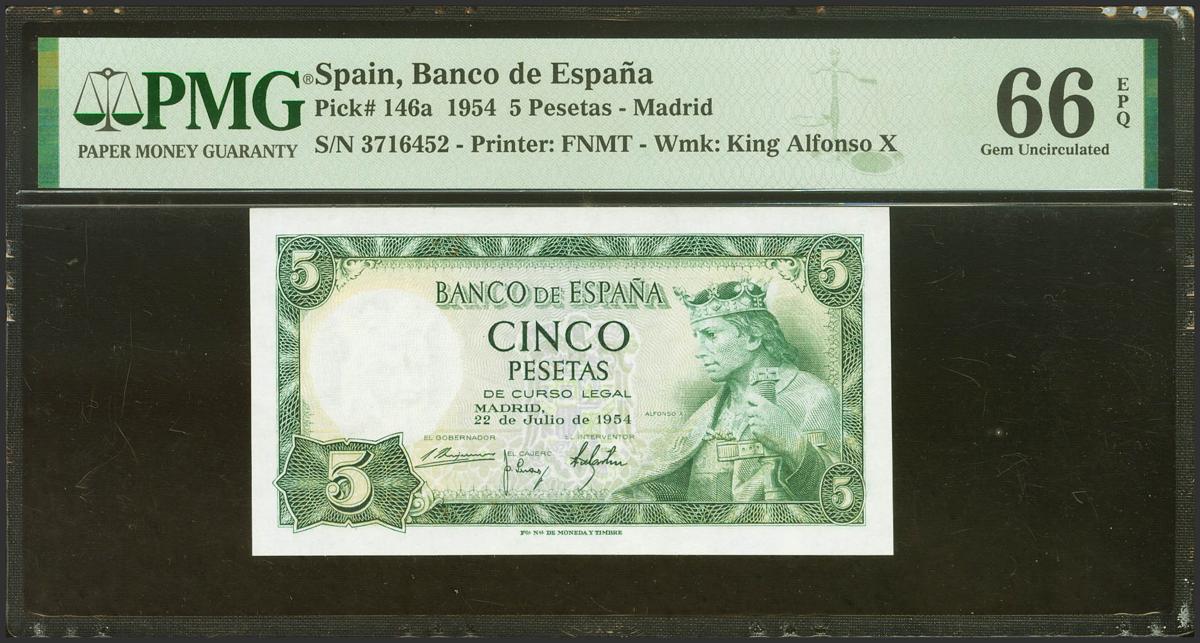 PMG®
PAPER MONEY GUARANTY
Spain, Banco de España
Pick# 146a 1954 5 Pesetas - Madrid
S/N 3716452 - Printer: FNMT - Wmk: King Alfonso X
66 EPQ
Gem Uncirculated
5
5
BANCO DE ESPAÑA
CINCO
PESETAS
DE CURSO LEGAL
MADRID,
22 de Julio de 1954
ALFONSO X
EL GOBERNADOR
EL INTERVENTOR
EL CAJERO
5
5
Fca Nal DE MONEDA Y TIMBRE